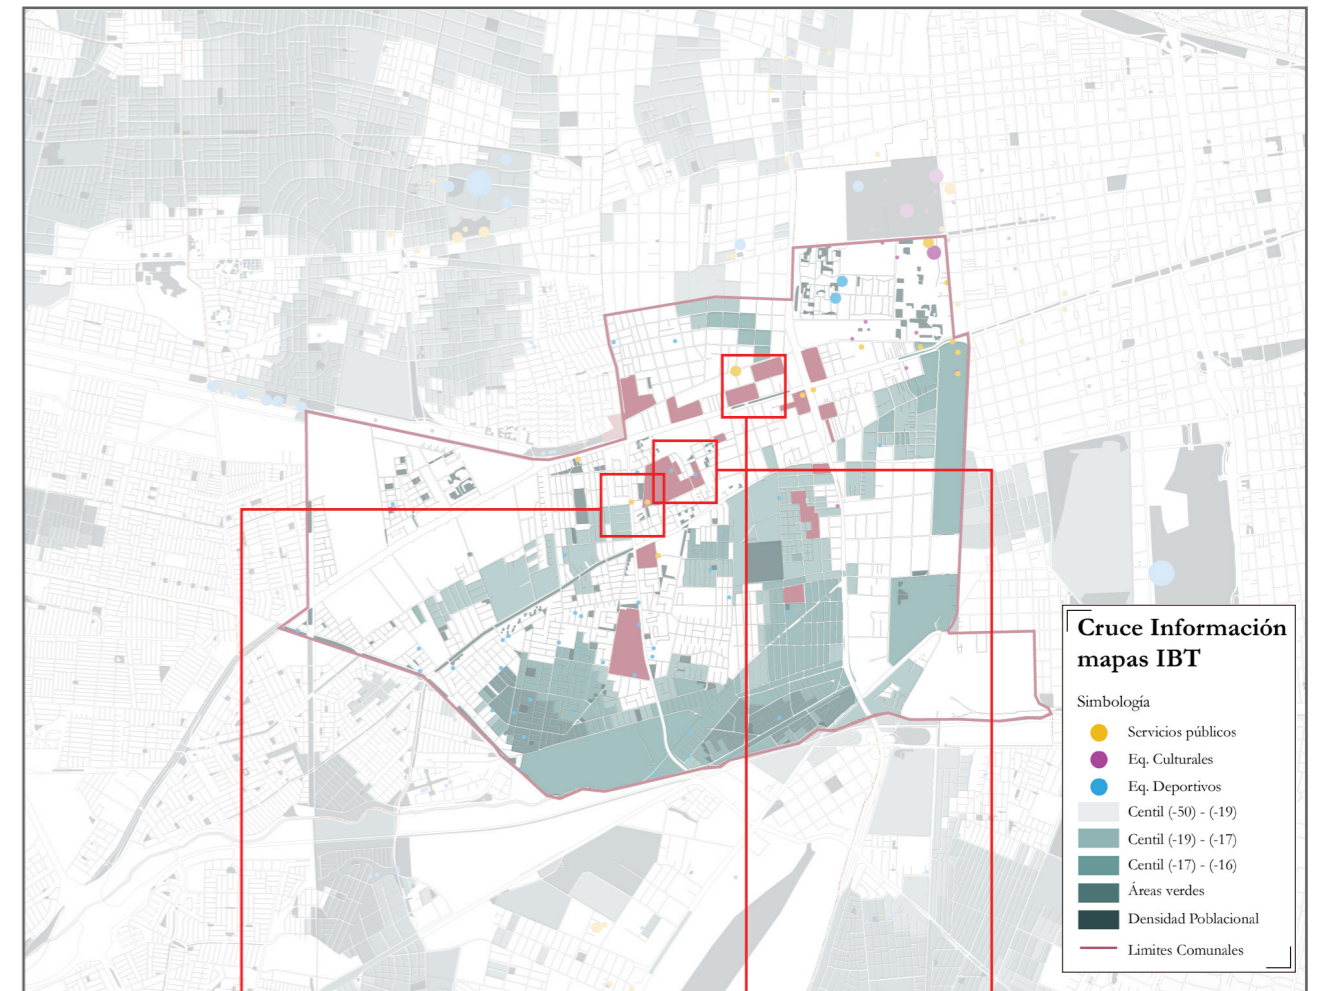 Cruce Información
mapas IBT
Simbología
Servicios públicos
Eq. Culturales
Eq. Deportivos
Centil (-50) - (-19)
Centil (-19) - (-17)
Centil (-17) - (-16)
Áreas verdes
Densidad Poblacional
Limites Comunales